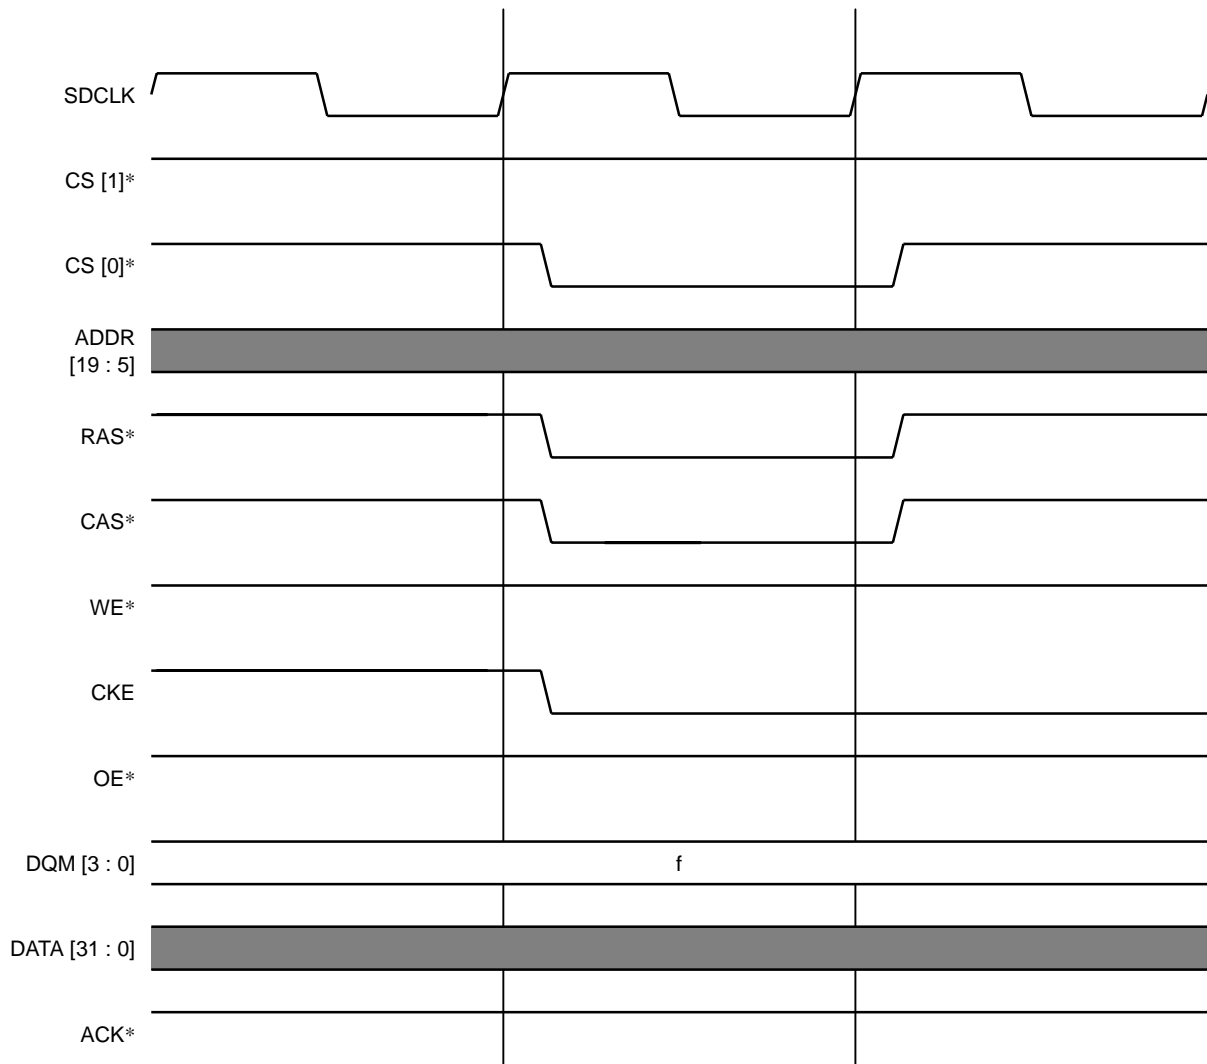 SDCLK
CS [1]*
CS [0]*
ADDR
[19 : 5]
RAS*
CAS*
WE*
CKE
OE*
DQM [3 : 0]
f
DATA [31 : 0]
ACK*